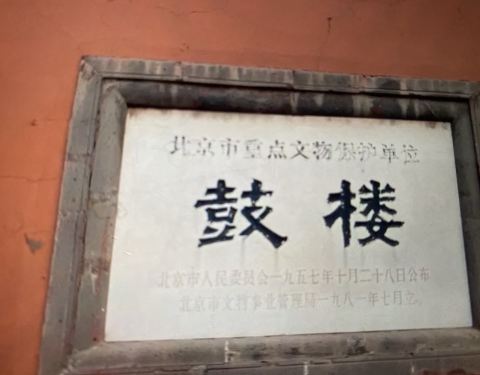 北京市重点文物保护单位
鼓楼
北京市人民委员会一九五七年十月二十八日公布
北京市文物事业管理局一九八一年七月立。